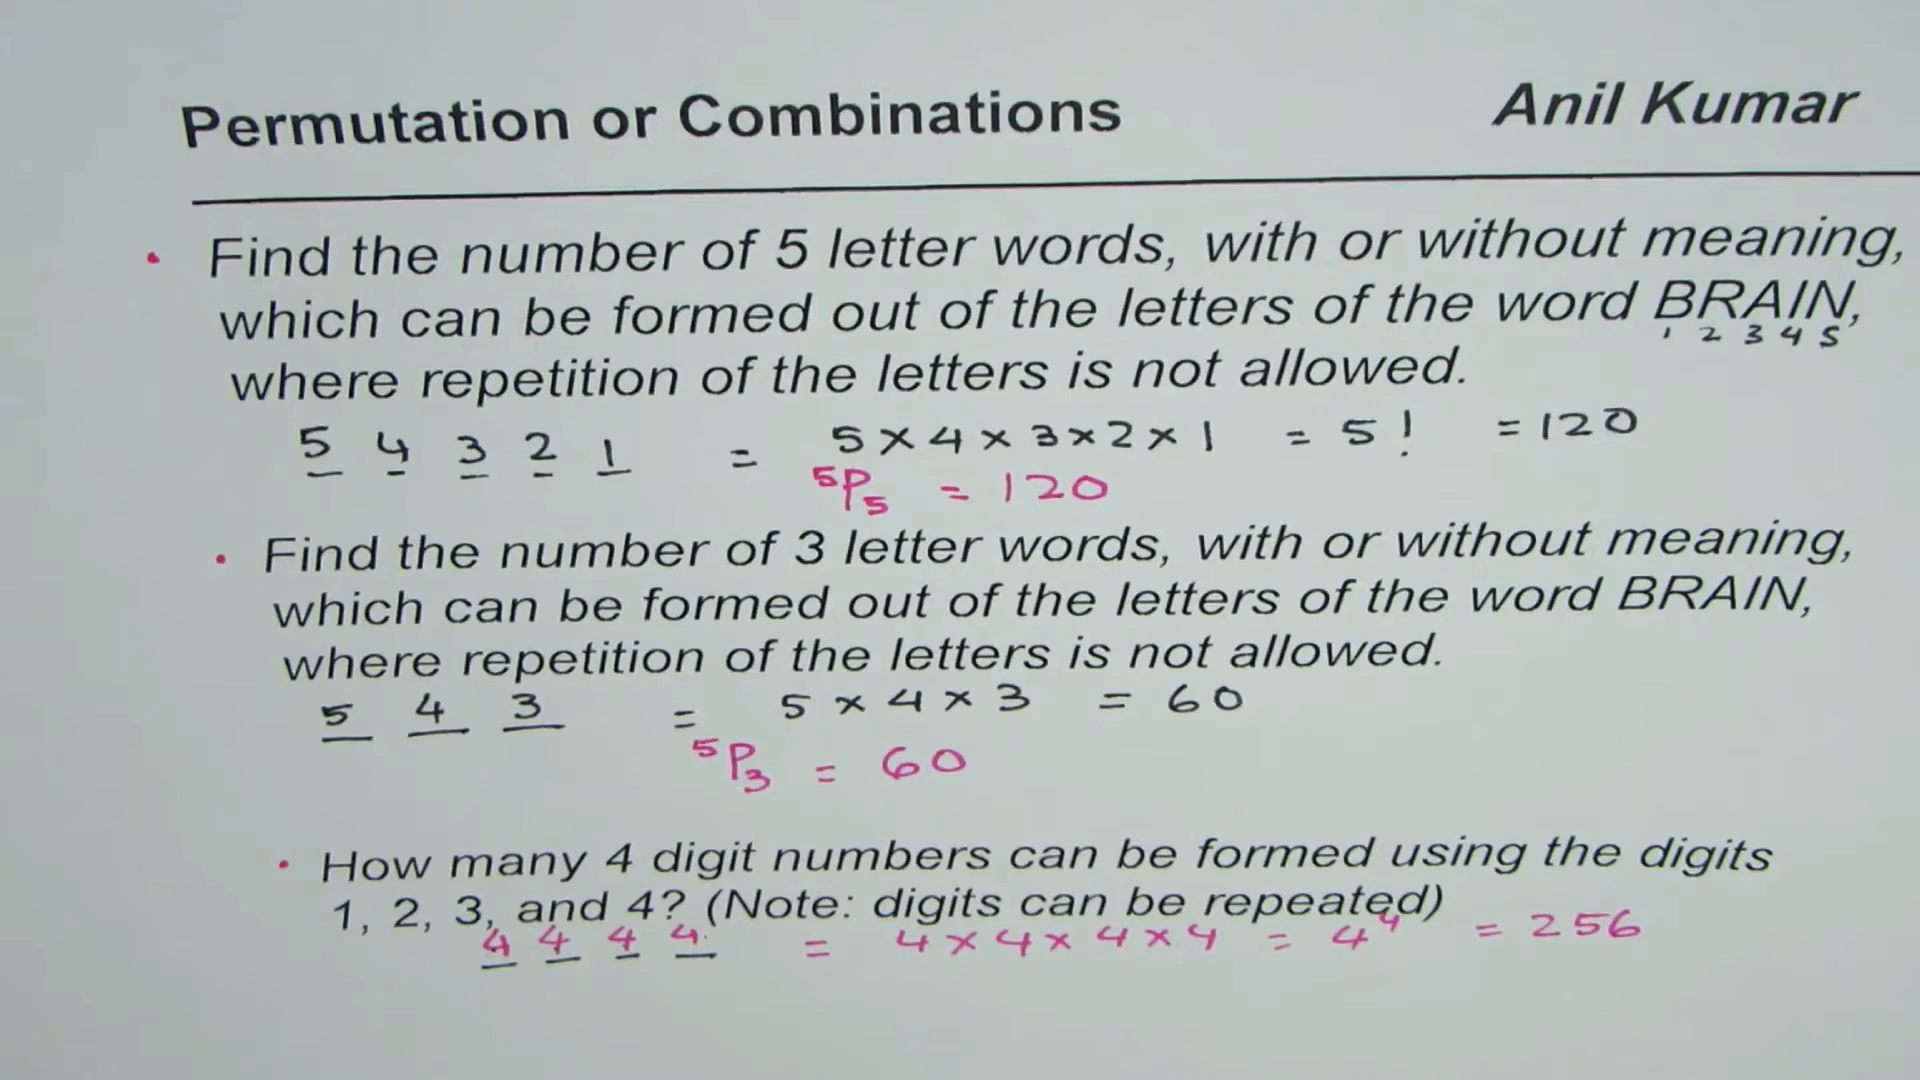 Permutation or Combinations Anil Kumar
• Find the number of 5 letter words, with or without meaning,
which can be formed out of the letters of the word BRAIN,
1 2 3 4 5
where repetition of the letters is not allowed.
5 4 3 2 1 = 5 × 4 × 3 × 2 × 1 = 5! = 120
⁵P₅ = 120
• Find the number of 3 letter words, with or without meaning,
which can be formed out of the letters of the word BRAIN,
where repetition of the letters is not allowed.
5 4 3 = 5 × 4 × 3 = 60
⁵P₃ = 60
• How many 4 digit numbers can be formed using the digits
1, 2, 3, and 4? (Note: digits can be repeated)
4 4 4 4 = 4 × 4 × 4 × 4 = 4⁴ = 256